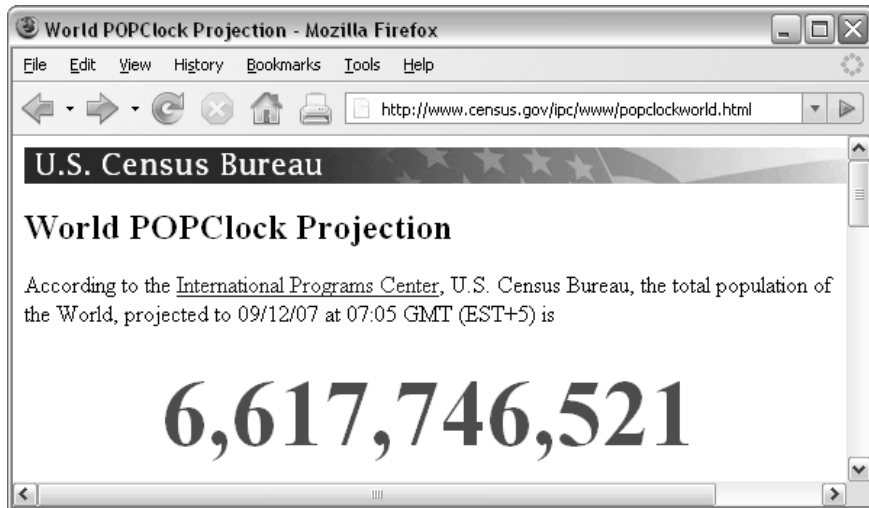 World POPClock Projection - Mozilla Firefox
File Edit View History Bookmarks Tools Help
http://www.census.gov/ipc/www/popclockworld.html
U.S. Census Bureau
World POPClock Projection
According to the International Programs Center, U.S. Census Bureau, the total population of
the World, projected to 09/12/07 at 07:05 GMT (EST+5) is
6,617,746,521